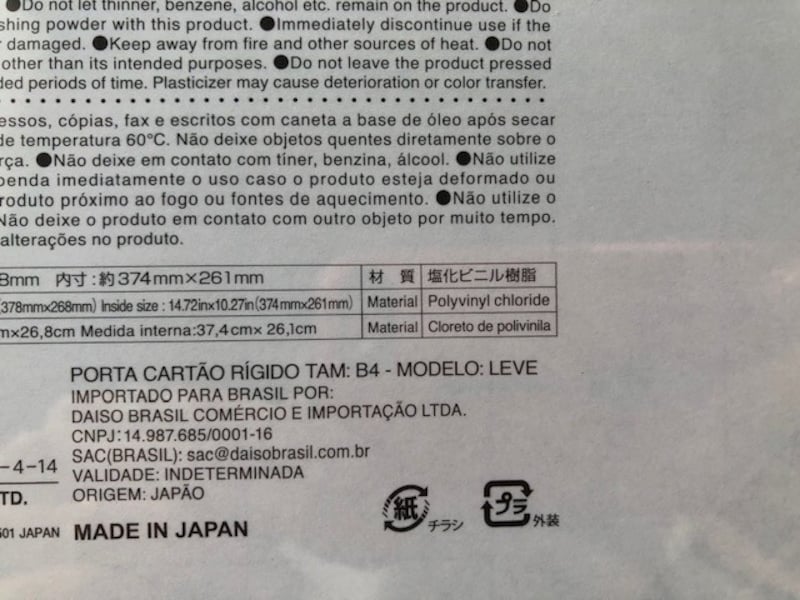 ●Do not let thinner, benzene, alcohol etc. remain on the product. ●Do
shing powder with this product. ●Immediately discontinue use if the
damaged. ●Keep away from fire and other sources of heat. ●Do not
other than its intended purposes. ●Do not leave the product pressed
ded periods of time. Plasticizer may cause deterioration or color transfer.
essos, cópias, fax e escritos com caneta a base de óleo após secar
de temperatura 60°C. Não deixe objetos quentes diretamente sobre o
rça. ●Não deixe em contato com tíner, benzina, álcool. ●Não utilize
penda imediatamente o uso caso o produto esteja deformado ou
roduto próximo ao fogo ou fontes de aquecimento. ●Não utilize o
Não deixe o produto em contato com outro objeto por muito tempo.
alterações no produto.
8mm 内寸:約374mm×261mm 材 質 塩化ビニル樹脂
(378mmx268mm) Inside size : 14.72in×10.27in(374mm×261mm) Material Polyvinyl chloride
m×26,8cm Medida interna:37,4cm× 26,1cm Material Cloreto de polivinila
PORTA CARTÃO RÍGIDO TAM: B4 - MODELO: LEVE
IMPORTADO PARA BRASIL POR:
DAISO BRASIL COMÉRCIO E IMPORTAÇÃO LTDA.
CNPJ:14.987.685/0001-16
SAC(BRASIL): sac@daisobrasil.com.br
-4-14 VALIDADE: INDETERMINADA
TD. ORIGEM: JAPÃO
501 JAPAN MADE IN JAPAN
紙 チラシ プラ 外装